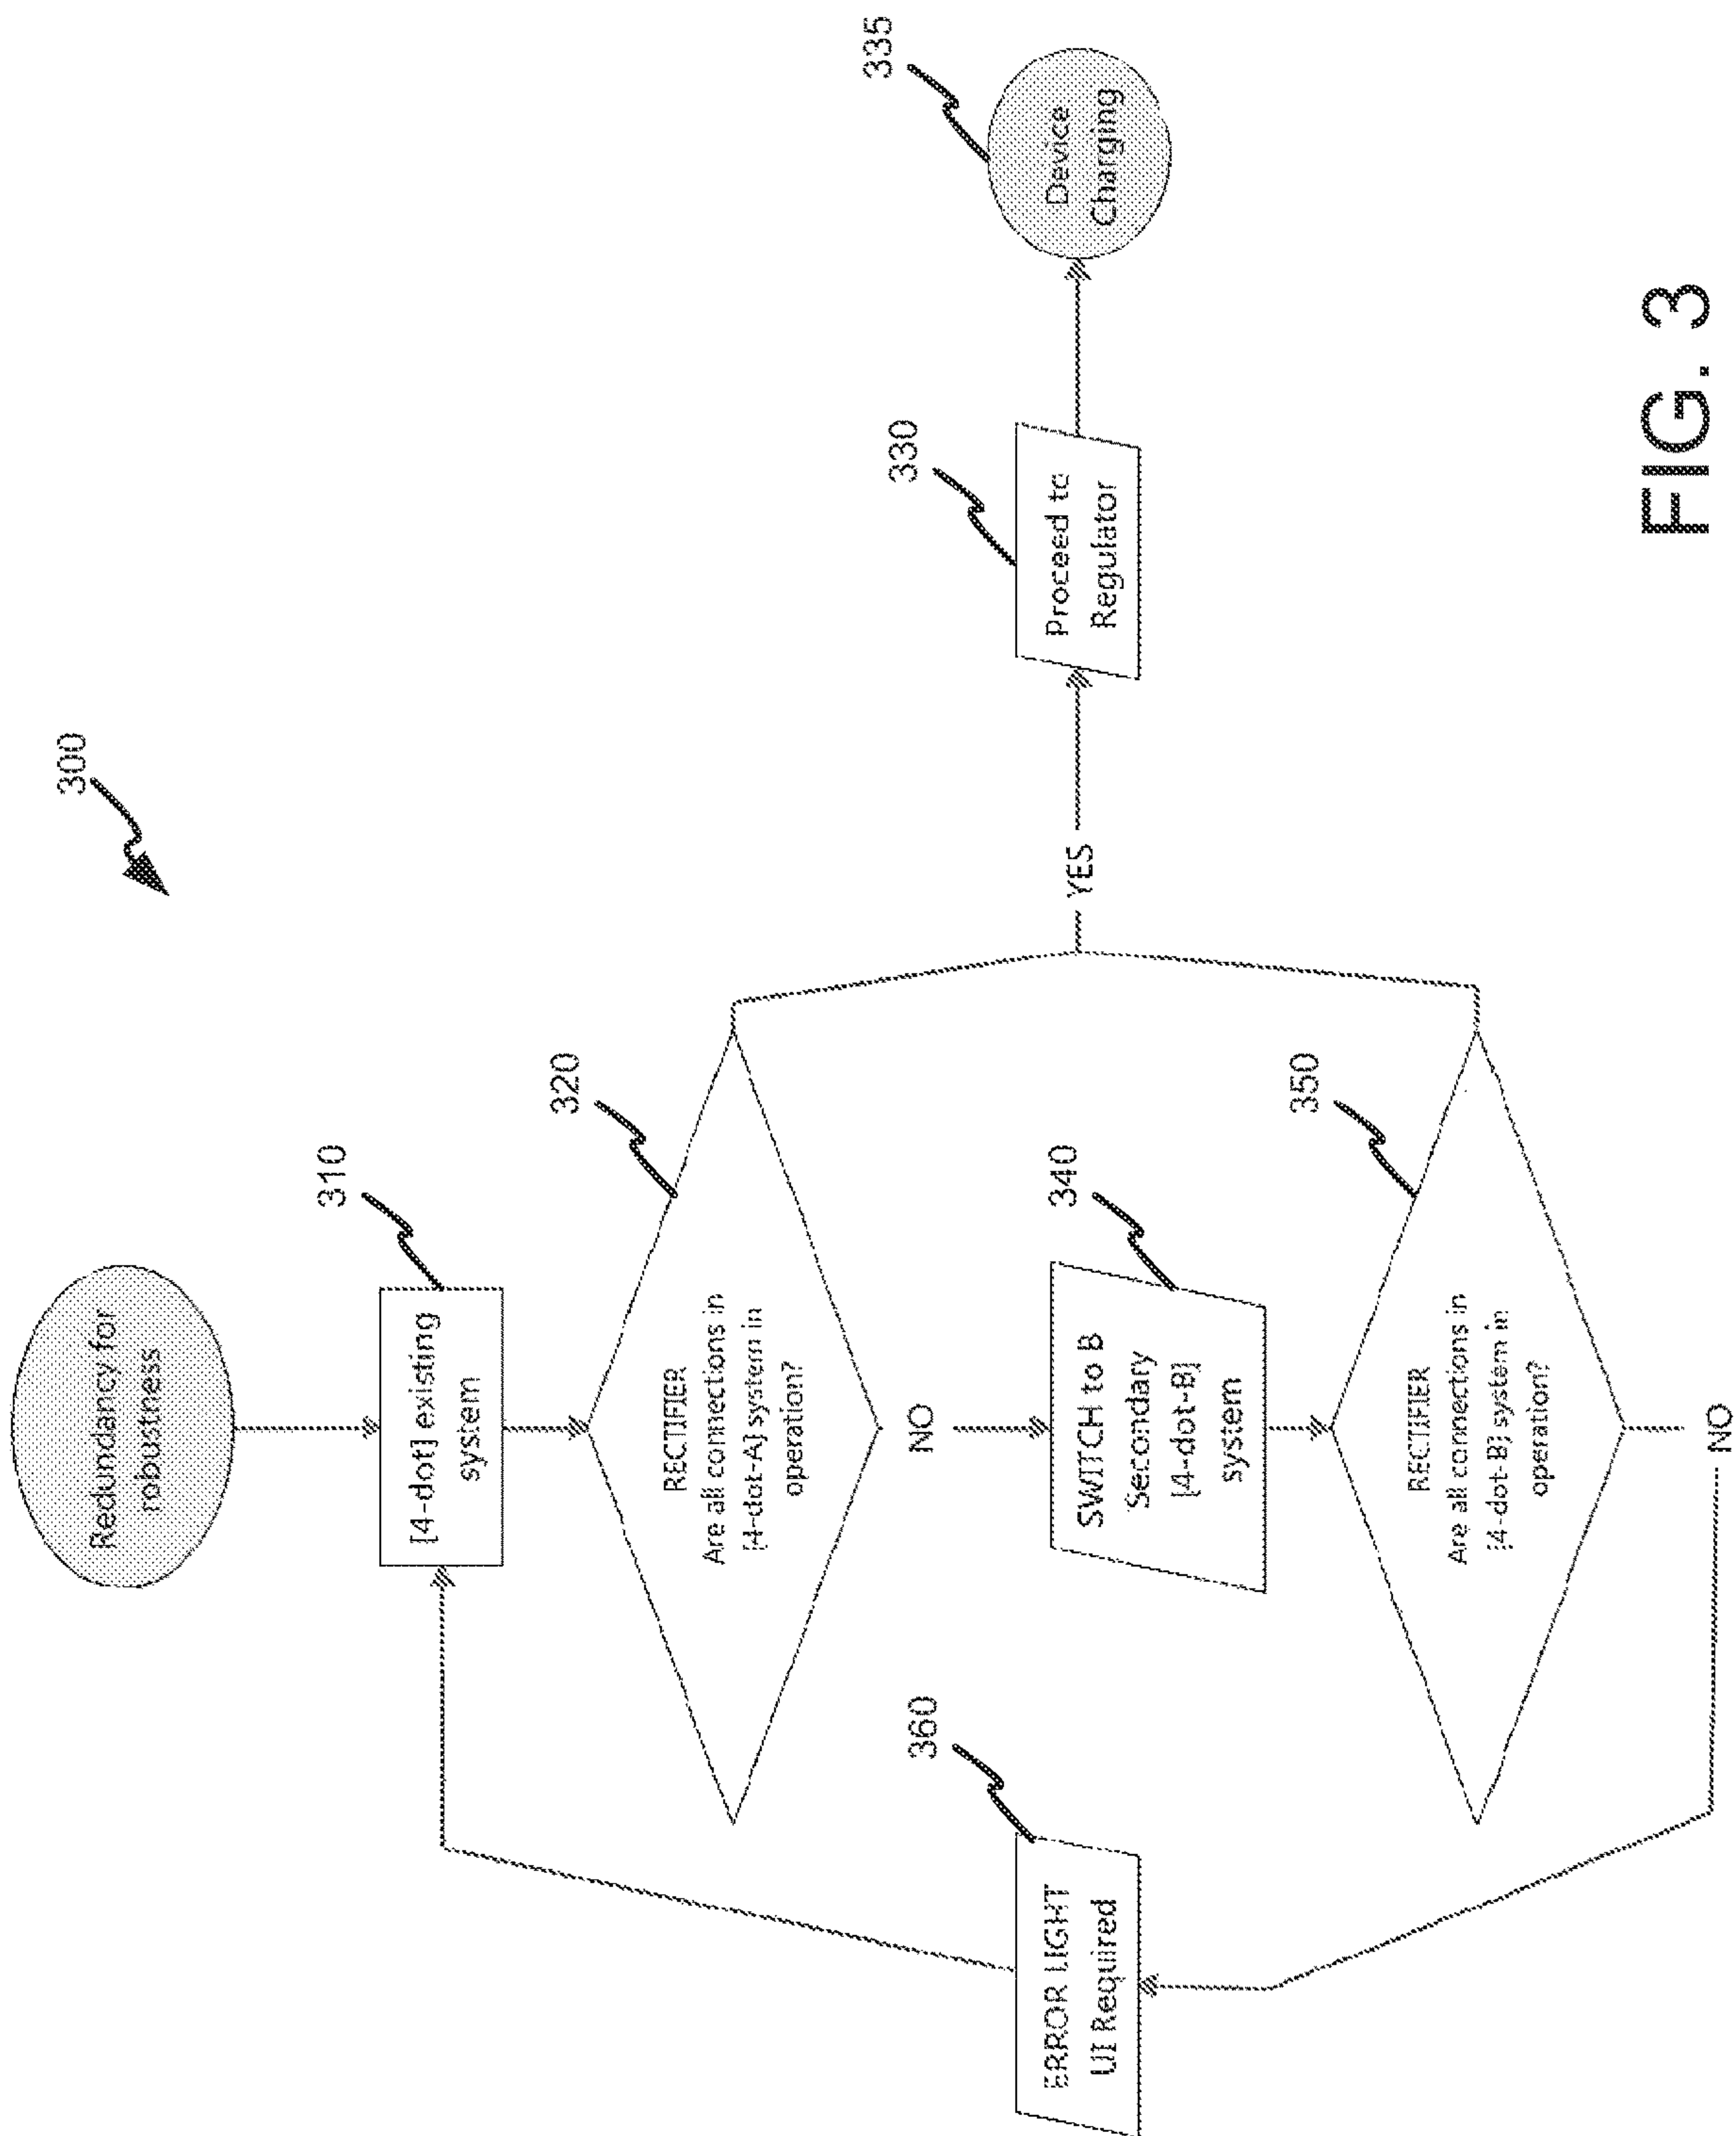 300
Redundancy for
robustness
310
[4-dot] existing
system
320
RECTIFIER
Are all connections in
[4-dot-A] system in
operation?
NO
YES
330
Proceed to
Regulator
335
Device
Charging
340
SWITCH to B
Secondary
[4-dot-B]
system
350
RECTIFIER
Are all connections in
[4-dot-B] system in
operation?
NO
360
ERROR LIGHT
UI Required
FIG. 3